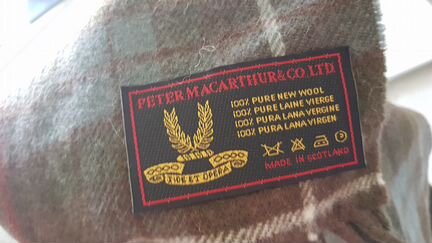 PETER MACARTHUR & CO. LTD.
100% PURE NEW WOOL
100% PURE LAINE VIERGE
100% PURA LANA VERGINE
100% PURA LANA VIRGEN
ET OPERA
MADE IN SCOTLAND